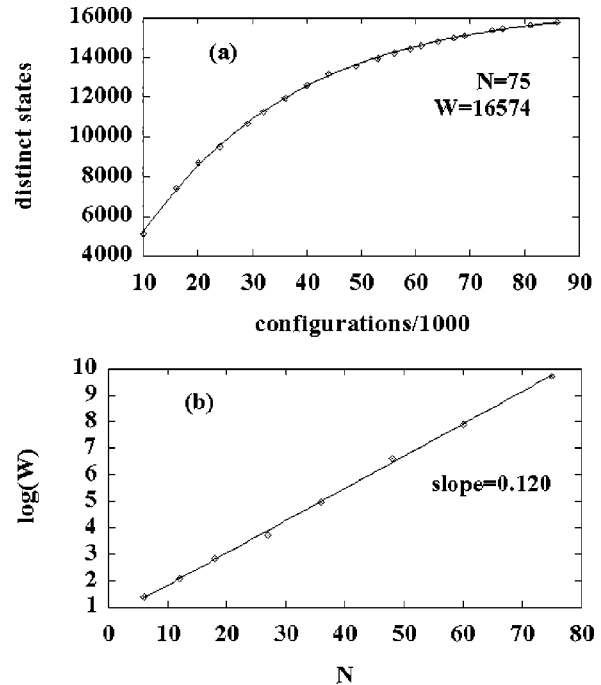 16000
14000
12000
10000
8000
6000
4000
distinct states
(a)
N=75
W=16574
10 20 30 40 50 60 70 80 90
configurations/1000
10
9
8
7
6
5
4
3
2
1
log(W)
(b)
slope=0.120
0 10 20 30 40 50 60 70 80
N